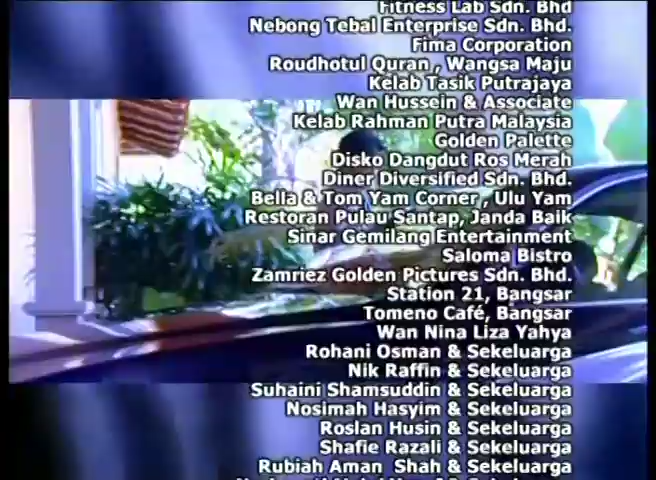 Fitness Lab Sdn. Bhd
Nebong Tebal Enterprise Sdn. Bhd.
Fima Corporation
Roudhotul Quran , Wangsa Maju
Kelab Tasik Putrajaya
Wan Hussein & Associate
Kelab Rahman Putra Malaysia
Golden Palette
Disko Dangdut Ros Merah
Diner Diversified Sdn. Bhd.
Bella & Tom Yam Corner , Ulu Yam
Restoran Pulau Santap, Janda Baik
Sinar Gemilang Entertainment
Saloma Bistro
Zamriez Golden Pictures Sdn. Bhd.
Station 21, Bangsar
Tomeno Café, Bangsar
Wan Nina Liza Yahya
Rohani Osman & Sekeluarga
Nik Raffin & Sekeluarga
Suhaini Shamsuddin & Sekeluarga
Nosimah Hasyim & Sekeluarga
Roslan Husin & Sekeluarga
Shafie Razali & Sekeluarga
Rubiah Aman Shah & Sekeluarga